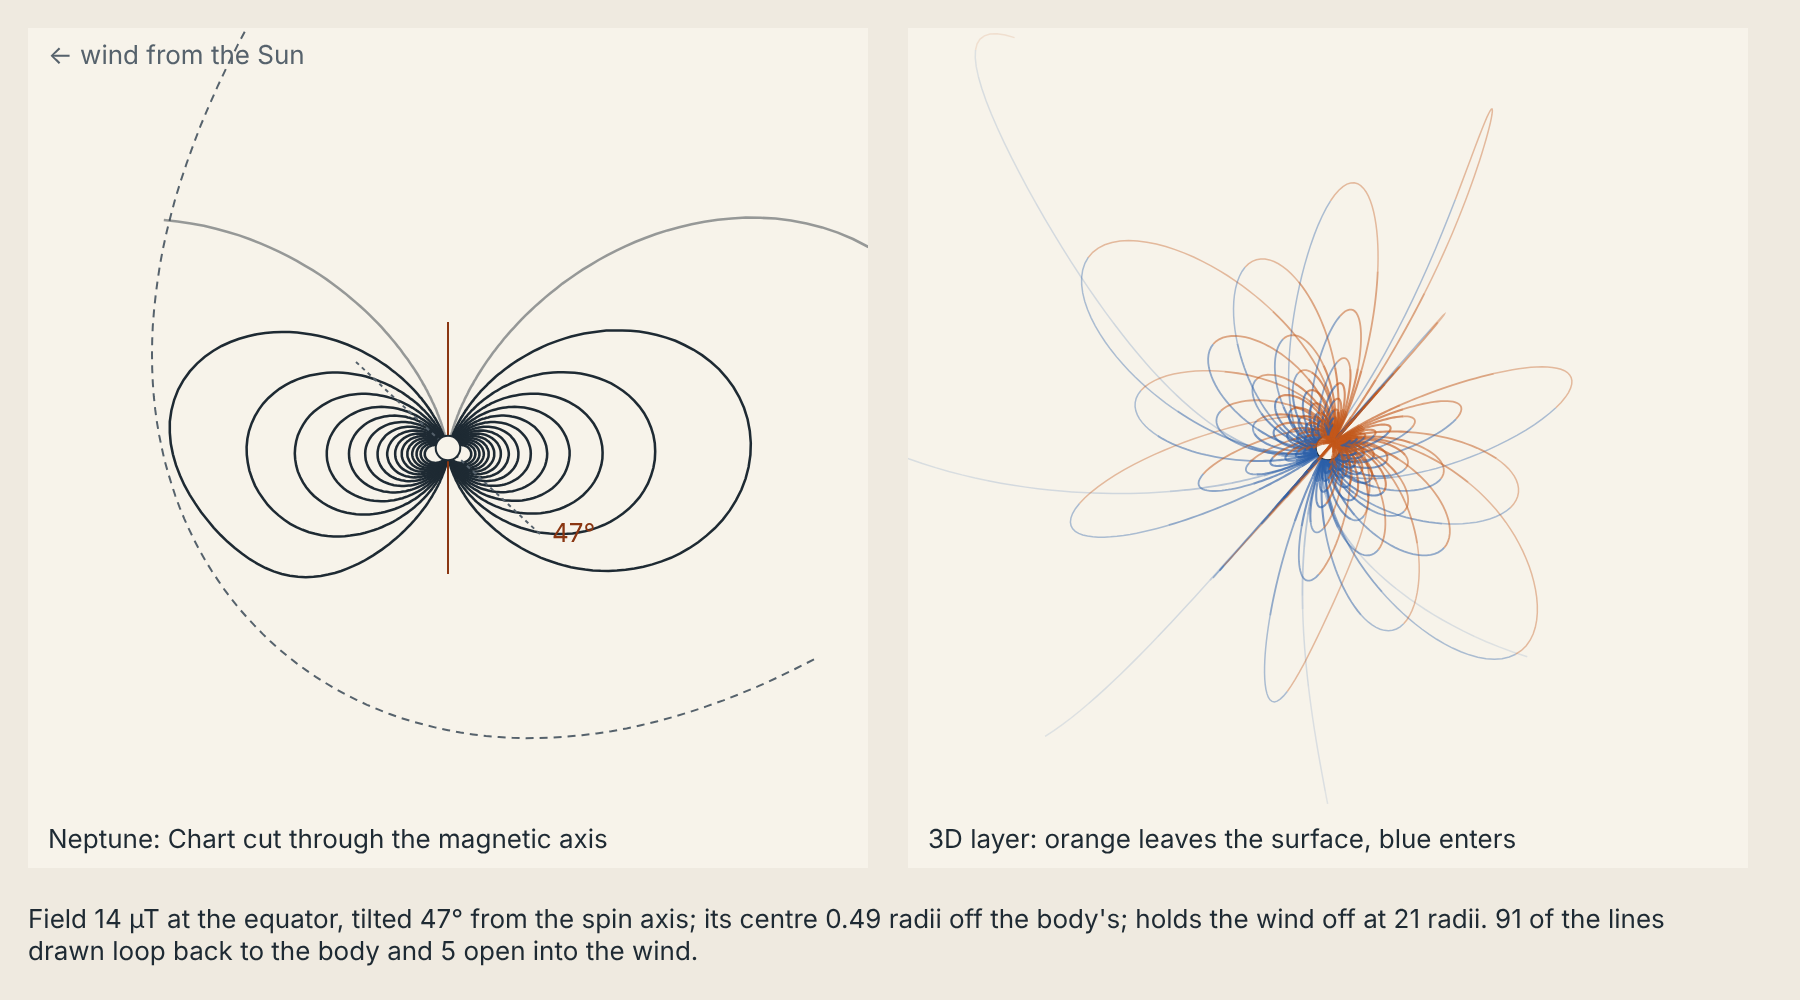 ← wind from the Sun
47°
Neptune: Chart cut through the magnetic axis
3D layer: orange leaves the surface, blue enters
Field 14 µT at the equator, tilted 47° from the spin axis; its centre 0.49 radii off the body's; holds the wind off at 21 radii. 91 of the lines
drawn loop back to the body and 5 open into the wind.